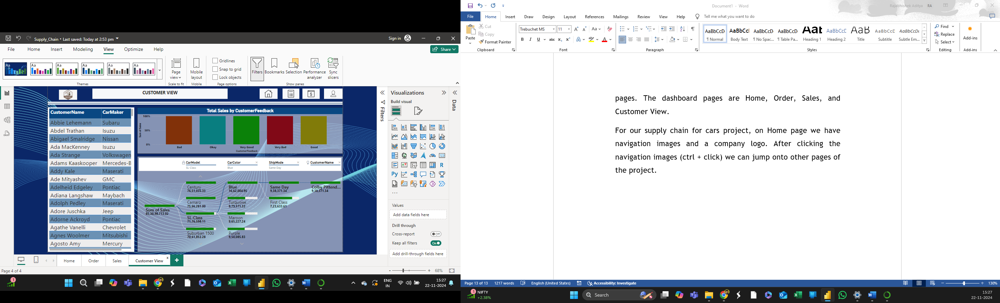 Supply_Chain • Last saved: Today at 2:53 pm
Sign in
File Home Insert Modeling View Optimize Help
Share
Aa Aa Aa Aa Aa Aa
Page view
Mobile layout
Gridlines
Snap to grid
Lock objects
Filters Bookmarks Selection Performance analyzer Sync slicers
Themes Scale to fit Mobile Page options Show panes
CUSTOMER VIEW
CustomerName CarMaker
Abbie Lehemann Subaru
Abdel Trathan Isuzu
Abigael Smalridge Nissan
Ada MacKenney Isuzu
Ada Strange Volkswagen
Adams Kaaskooper Mercedes-B
Addy Kale Maserati
Ade Mityashev GMC
Adelheid Edgeley Pontiac
Adiana Langshaw Maybach
Adolph Pedley Maserati
Adore Juschka Jeep
Adorne Ackroyd Pontiac
Agathe Vanelli Chevrolet
Agnes Woolmer Mitsubishi
Agosto Amy Mercury
Total Sales by CustomerFeedback
Sum of Sales
100%
50%
0%
Bad Okay Very Good Very Bad Good
CustomerFeedback
CarModel CarColor ShipMode CustomerName
SL-Class Blue Same Day
Sum of Sales
85,30,98,713.02
Century
76,51,035.33
Camaro
75,66,281.00
SL-Class
71,76,598.11
Suburban 1500
70,61,853.28
Blue
16,62,004.95
Turquoise
9,79,571.33
Maroon
9,65,227.24
Purple
9,50,085.83
Same Day
9,38,371.34
First Class
7,23,633.61
Colby Pittend...
9,38,371.34
Filters
Visualizations
Build visual
R
Py
123
...
Values
Add data fields here
Drill through
Cross-report Off
Keep all filters On
Add drill-through fields here
Data
Home Order Sales Customer View
Page 4 of 4
68%
1
ENG
IN
15:27
22-11-2024
Document1 - Word
Rajabhishek Aditya RA
File Home Insert Draw Design Layout References Mailings Review View Help Tell me what you want to do
Paste
Cut
Copy
Format Painter
Clipboard
Trebuchet MS 11
B I U abc x₂ x²
Font
Paragraph
AaBbCcD AaBbCcl AaBbCcD AaBbCcD AaI AaBbCcC AaB AaBbCcD AaBbCcDi
¶ Normal Body Text ¶ No Spac... ¶ Table Pa... Heading 1 Heading 2 Title Subtitle Subtle Em...
Styles
Find
Replace
Select
Editing
Add-ins
Add-ins
pages. The dashboard pages are Home, Order, Sales, and
Customer View.
For our supply chain for cars project, on Home page we have
navigation images and a company logo. After clicking the
navigation images (ctrl + click) we can jump onto other pages of
the project.
Page 13 of 13 1217 words English (United States) Accessibility: Investigate
130%
1
NIFTY
+2.38%
Search
15:27
22-11-2024